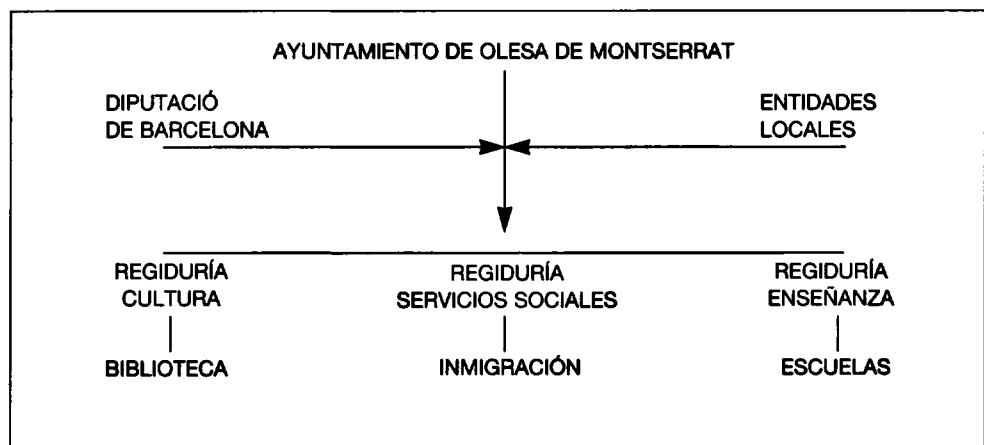 AYUNTAMIENTO DE OLESA DE MONTSERRAT
DIPUTACIÓ
DE BARCELONA
ENTIDADES
LOCALES
REGIDURÍA
CULTURA
REGIDURÍA
SERVICIOS SOCIALES
REGIDURÍA
ENSEÑANZA
BIBLIOTECA
INMIGRACIÓN
ESCUELAS